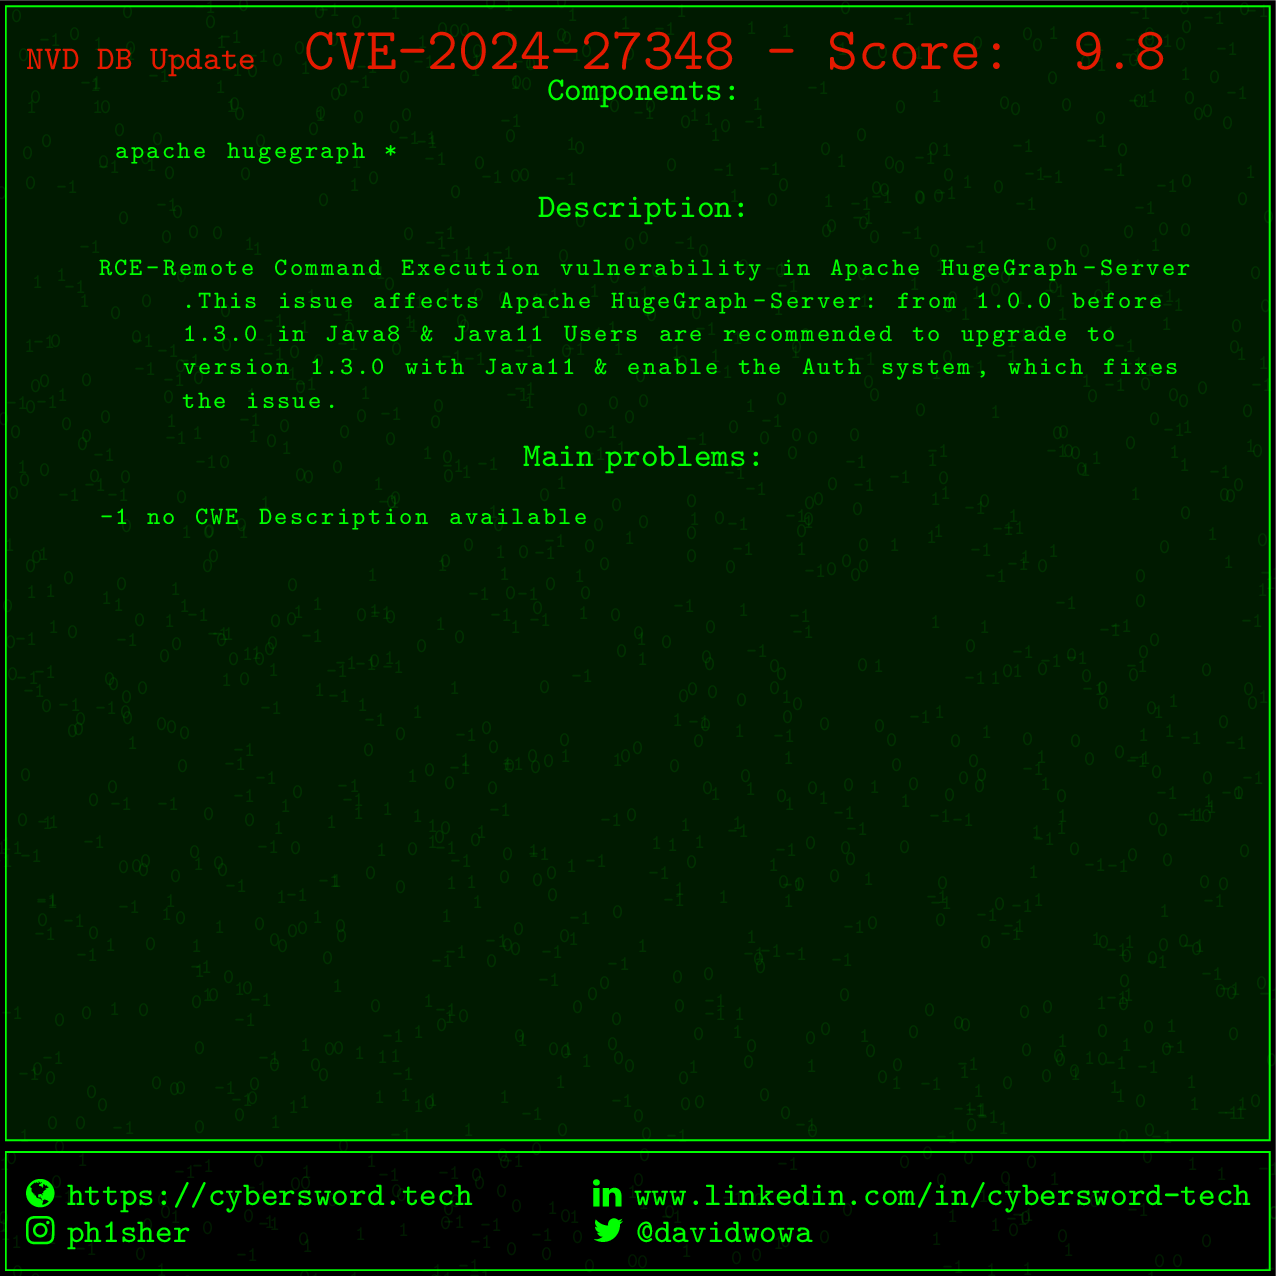 NVD DB Update CVE-2024-27348 - Score: 9.8
Components:
apache hugegraph *
Description:
RCE-Remote Command Execution vulnerability in Apache HugeGraph-Server
.This issue affects Apache HugeGraph-Server: from 1.0.0 before
1.3.0 in Java8 & Java11 Users are recommended to upgrade to
version 1.3.0 with Java11 & enable the Auth system, which fixes
the issue.
Main problems:
-1 no CWE Description available
https://cybersword.tech www.linkedin.com/in/cybersword-tech
ph1sher @davidwowa